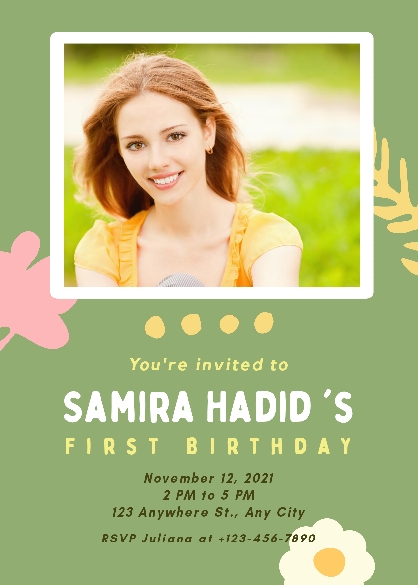 You're invited to
SAMIRA HADID 'S
FIRST BIRTHDAY
November 12, 2021
2 PM to 5 PM
123 Anywhere St., Any City
RSVP Juliana at +123-456-7890